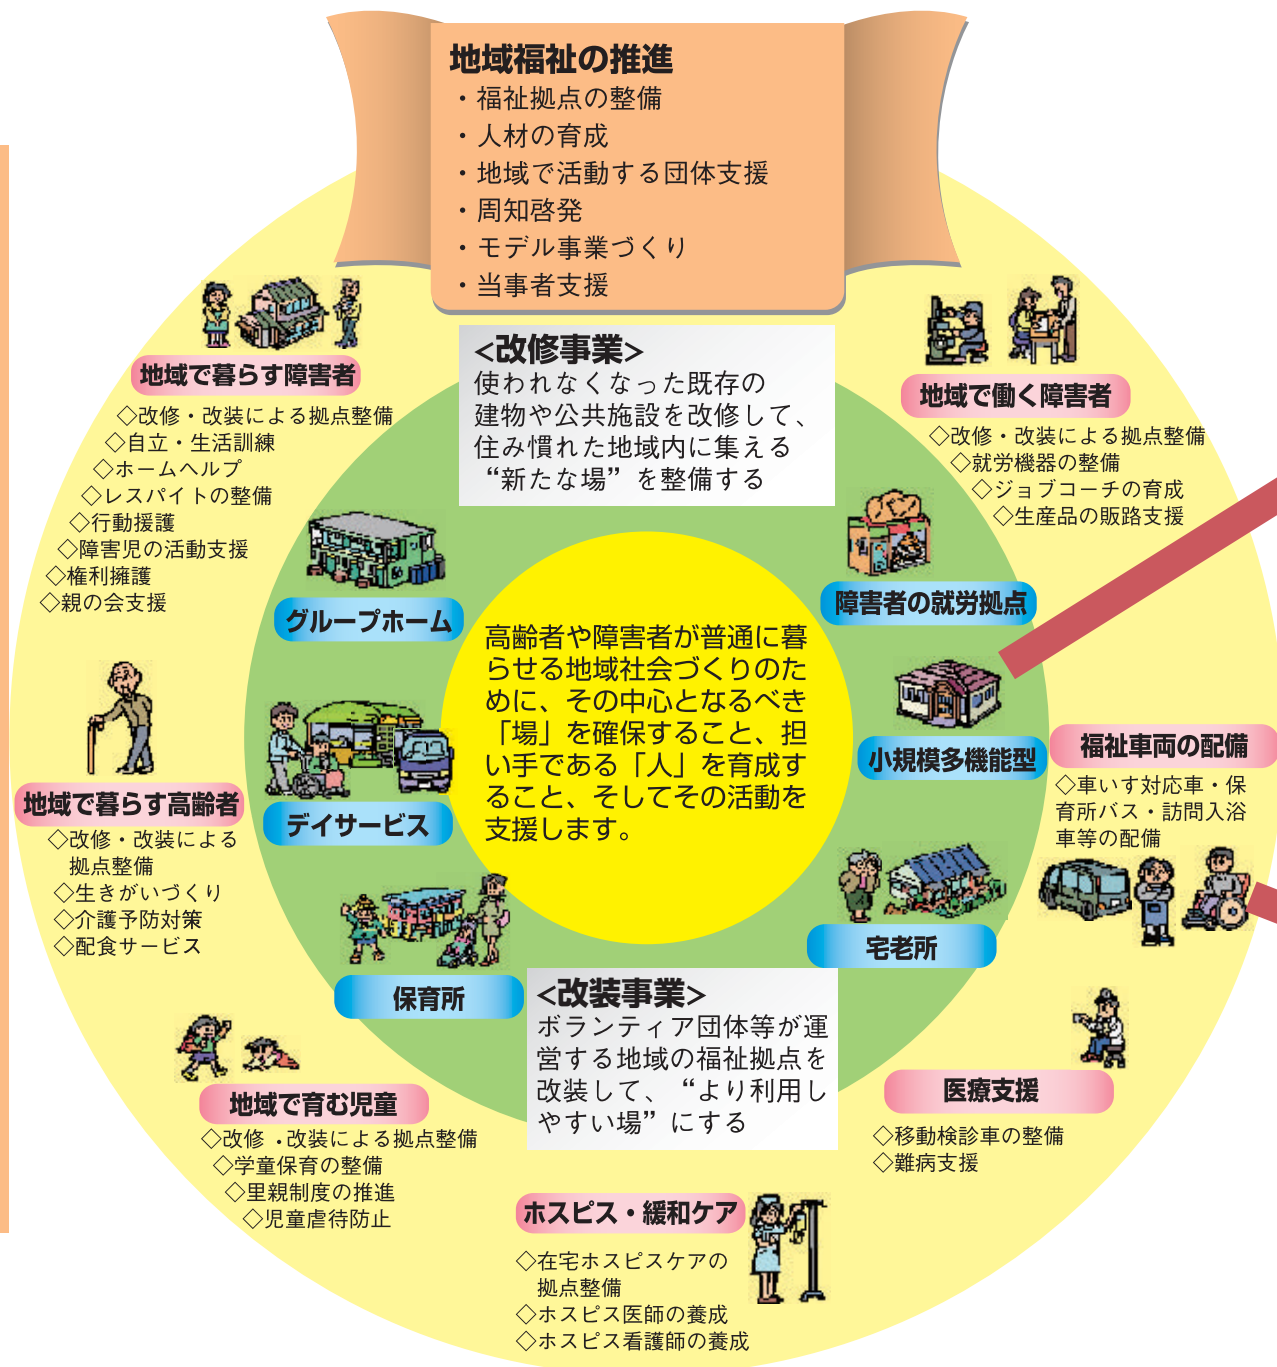 地域福祉の推進
・福祉拠点の整備
・人材の育成
・地域で活動する団体支援
・周知啓発
・モデル事業づくり
・当事者支援
<改修事業>
使われなくなった既存の
建物や公共施設を改修して、
住み慣れた地域内に集える
“新たな場”を整備する
地域で暮らす障害者
◇改修・改装による拠点整備
◇自立・生活訓練
◇ホームヘルプ
◇レスパイトの整備
◇行動援護
◇障害児の活動支援
◇権利擁護
◇親の会支援
地域で働く障害者
◇改修・改装による拠点整備
◇就労機器の整備
◇ジョブコーチの育成
◇生産品の販路支援
グループホーム
障害者の就労拠点
高齢者や障害者が普通に暮
らせる地域社会づくりのた
めに、その中心となるべき
「場」を確保すること、担
い手である「人」を育成す
ること、そしてその活動を
支援します。
小規模多機能型
福祉車両の配備
◇車いす対応車・保
育所バス・訪問入浴
車等の配備
地域で暮らす高齢者
◇改修・改装による
拠点整備
◇生きがいづくり
◇介護予防対策
◇配食サービス
デイサービス
宅老所
保育所
<改装事業>
ボランティア団体等が運
営する地域の福祉拠点を
改装して、“より利用し
やすい場”にする
地域で育む児童
◇改修・改装による拠点整備
◇学童保育の整備
◇里親制度の推進
◇児童虐待防止
医療支援
◇移動検診車の整備
◇難病支援
ホスピス・緩和ケア
◇在宅ホスピスケアの
拠点整備
◇ホスピス医師の養成
◇ホスピス看護師の養成